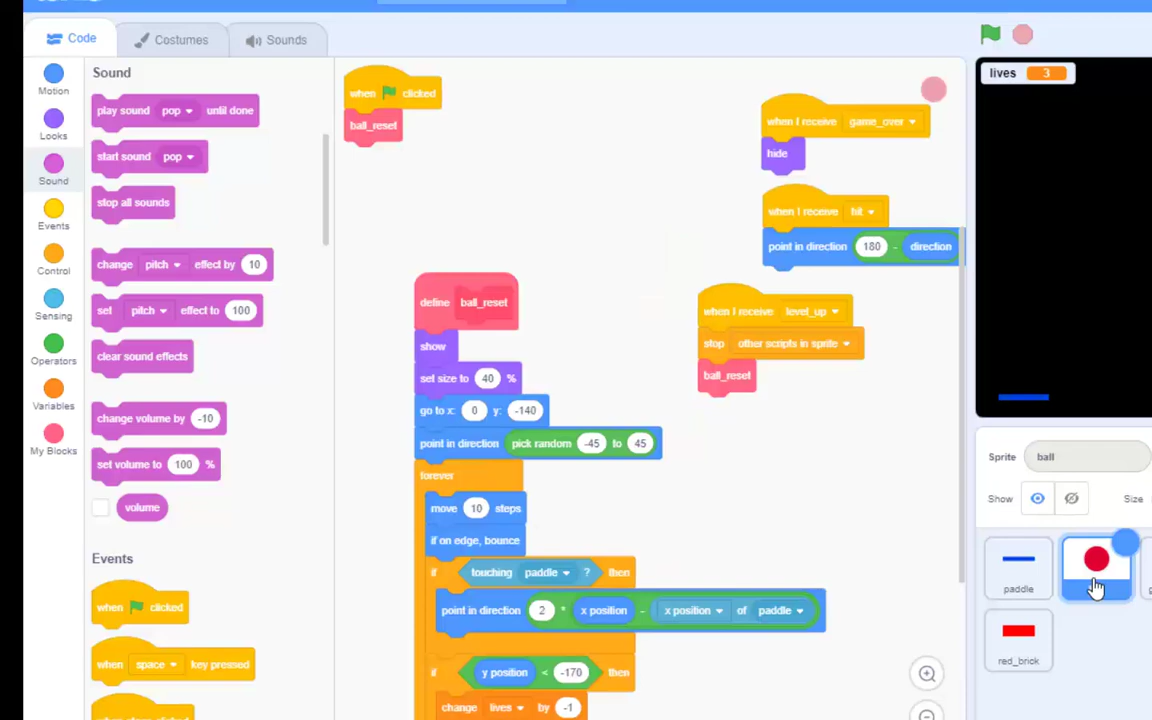 Code
Costumes
Sounds
Motion
Looks
Sound
Events
Control
Sensing
Operators
Variables
My Blocks
Sound
play sound pop until done
start sound pop
stop all sounds
change pitch effect by 10
set pitch effect to 100
clear sound effects
change volume by -10
set volume to 100 %
volume
Events
when clicked
when space key pressed
when clicked
ball_reset
define ball_reset
show
set size to 40 %
go to x: 0 y: -140
point in direction pick random -45 to 45
forever
move 10 steps
if on edge, bounce
if touching paddle ? then
point in direction 2 * x position - x position of paddle
if y position < -170 then
change lives by -1
when I receive game_over
hide
when I receive hit
point in direction 180 - direction
when I receive level_up
stop other scripts in sprite
ball_reset
lives 3
Sprite ball
Show
Size
paddle
red_brick